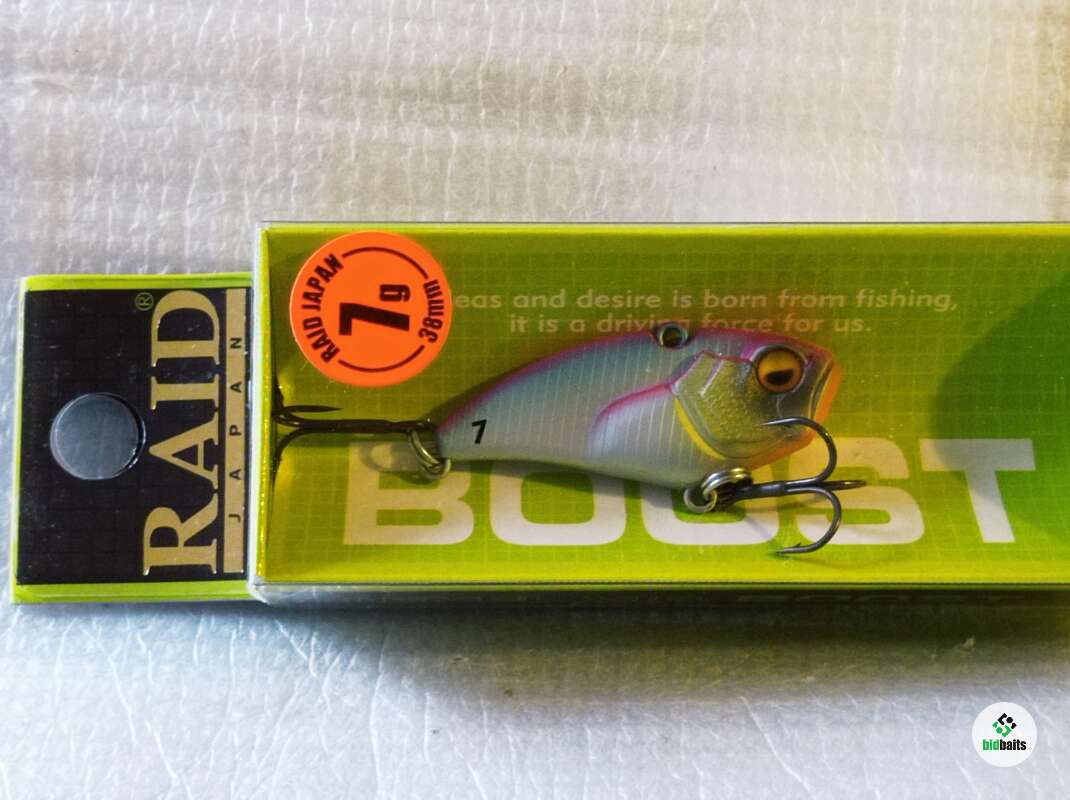 RAID®
JAPAN
RAID JAPAN
7g
38mm
eas and desire is born from fishing,
it is a driving force for us.
7
BOOST
bidbaits